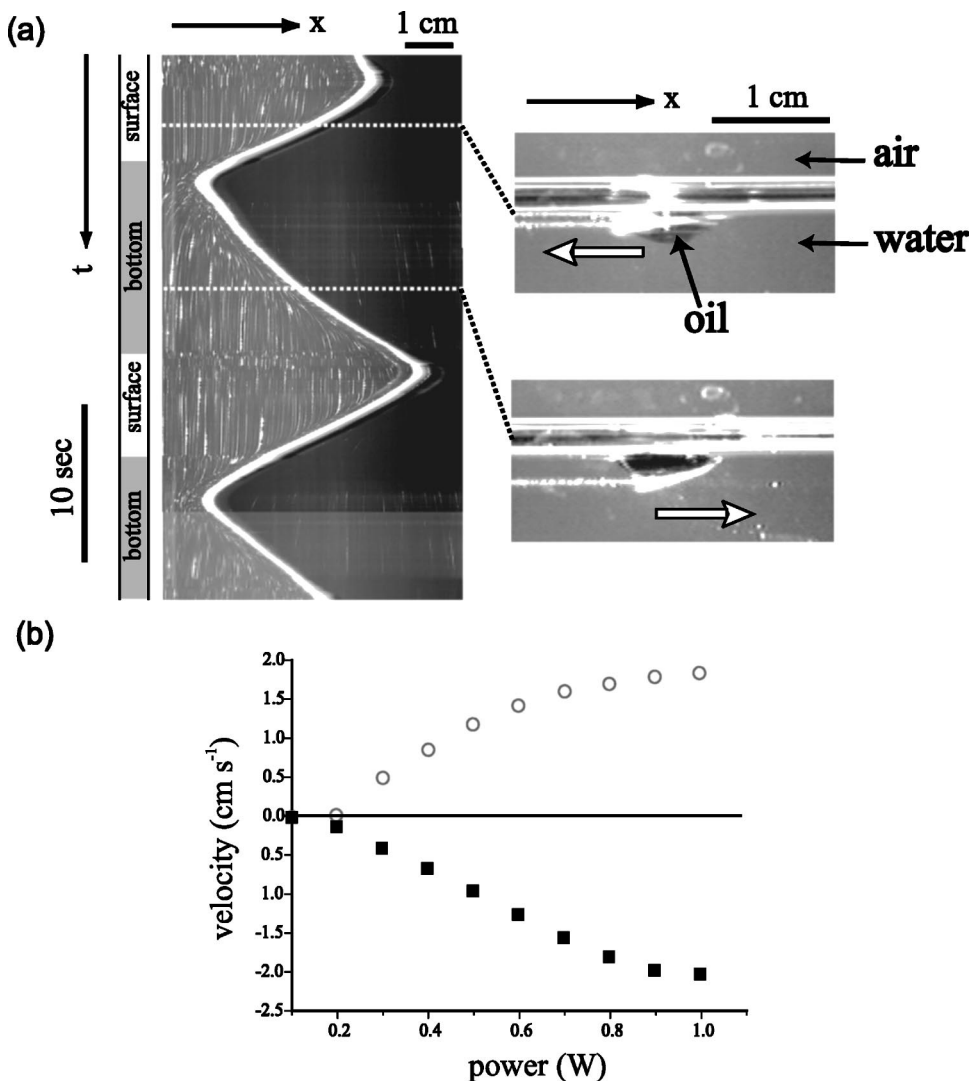 (a)
x
1 cm
t
surface
bottom
surface
bottom
10 sec
x
1 cm
air
water
oil
(b)
velocity (cm s⁻¹)
2.0
1.5
1.0
0.5
0.0
0.5
1.0
-1.5
-2.0
-2.5
0.2 0.4 0.6 0.8 1.0
power (W)